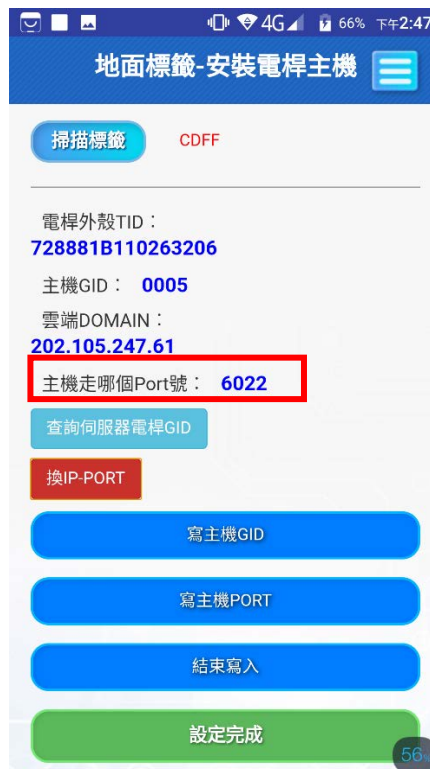 4G 66% 下午2:47
地面標籤-安裝電桿主機
掃描標籤 CDFF
電桿外殼TID：
728881B110263206
主機GID： 0005
雲端DOMAIN：
202.105.247.61
主機走哪個Port號： 6022
查詢伺服器電桿GID
換IP-PORT
寫主機GID
寫主機PORT
結束寫入
設定完成
56